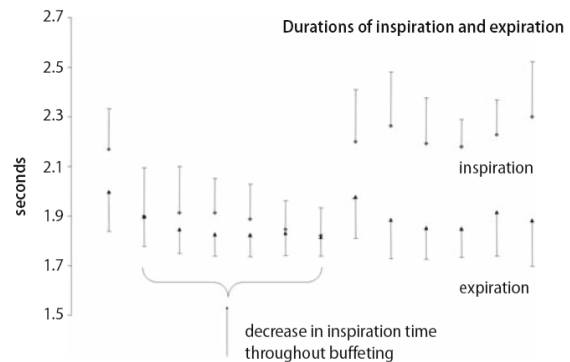 Durations of inspiration and expiration
2.7
2.5
2.3
2.1
1.9
1.7
1.5
seconds
inspiration
expiration
decrease in inspiration time
throughout buffeting